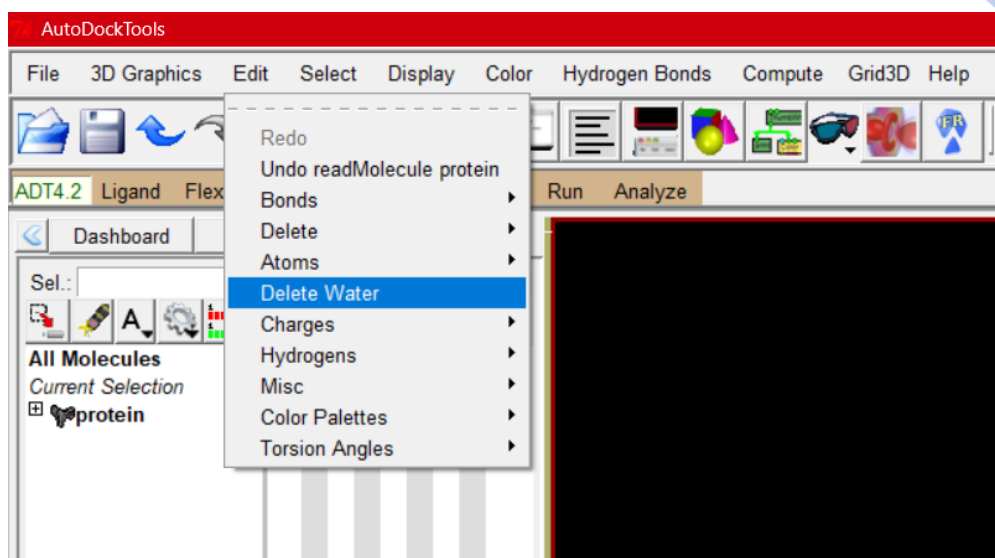 AutoDockTools
File 3D Graphics Edit Select Display Color Hydrogen Bonds Compute Grid3D Help
ADT4.2 Ligand Flex Run Analyze
Dashboard
Sel.:
A
All Molecules
Current Selection
protein
Redo
Undo readMolecule protein
Bonds
Delete
Atoms
Delete Water
Charges
Hydrogens
Misc
Color Palettes
Torsion Angles